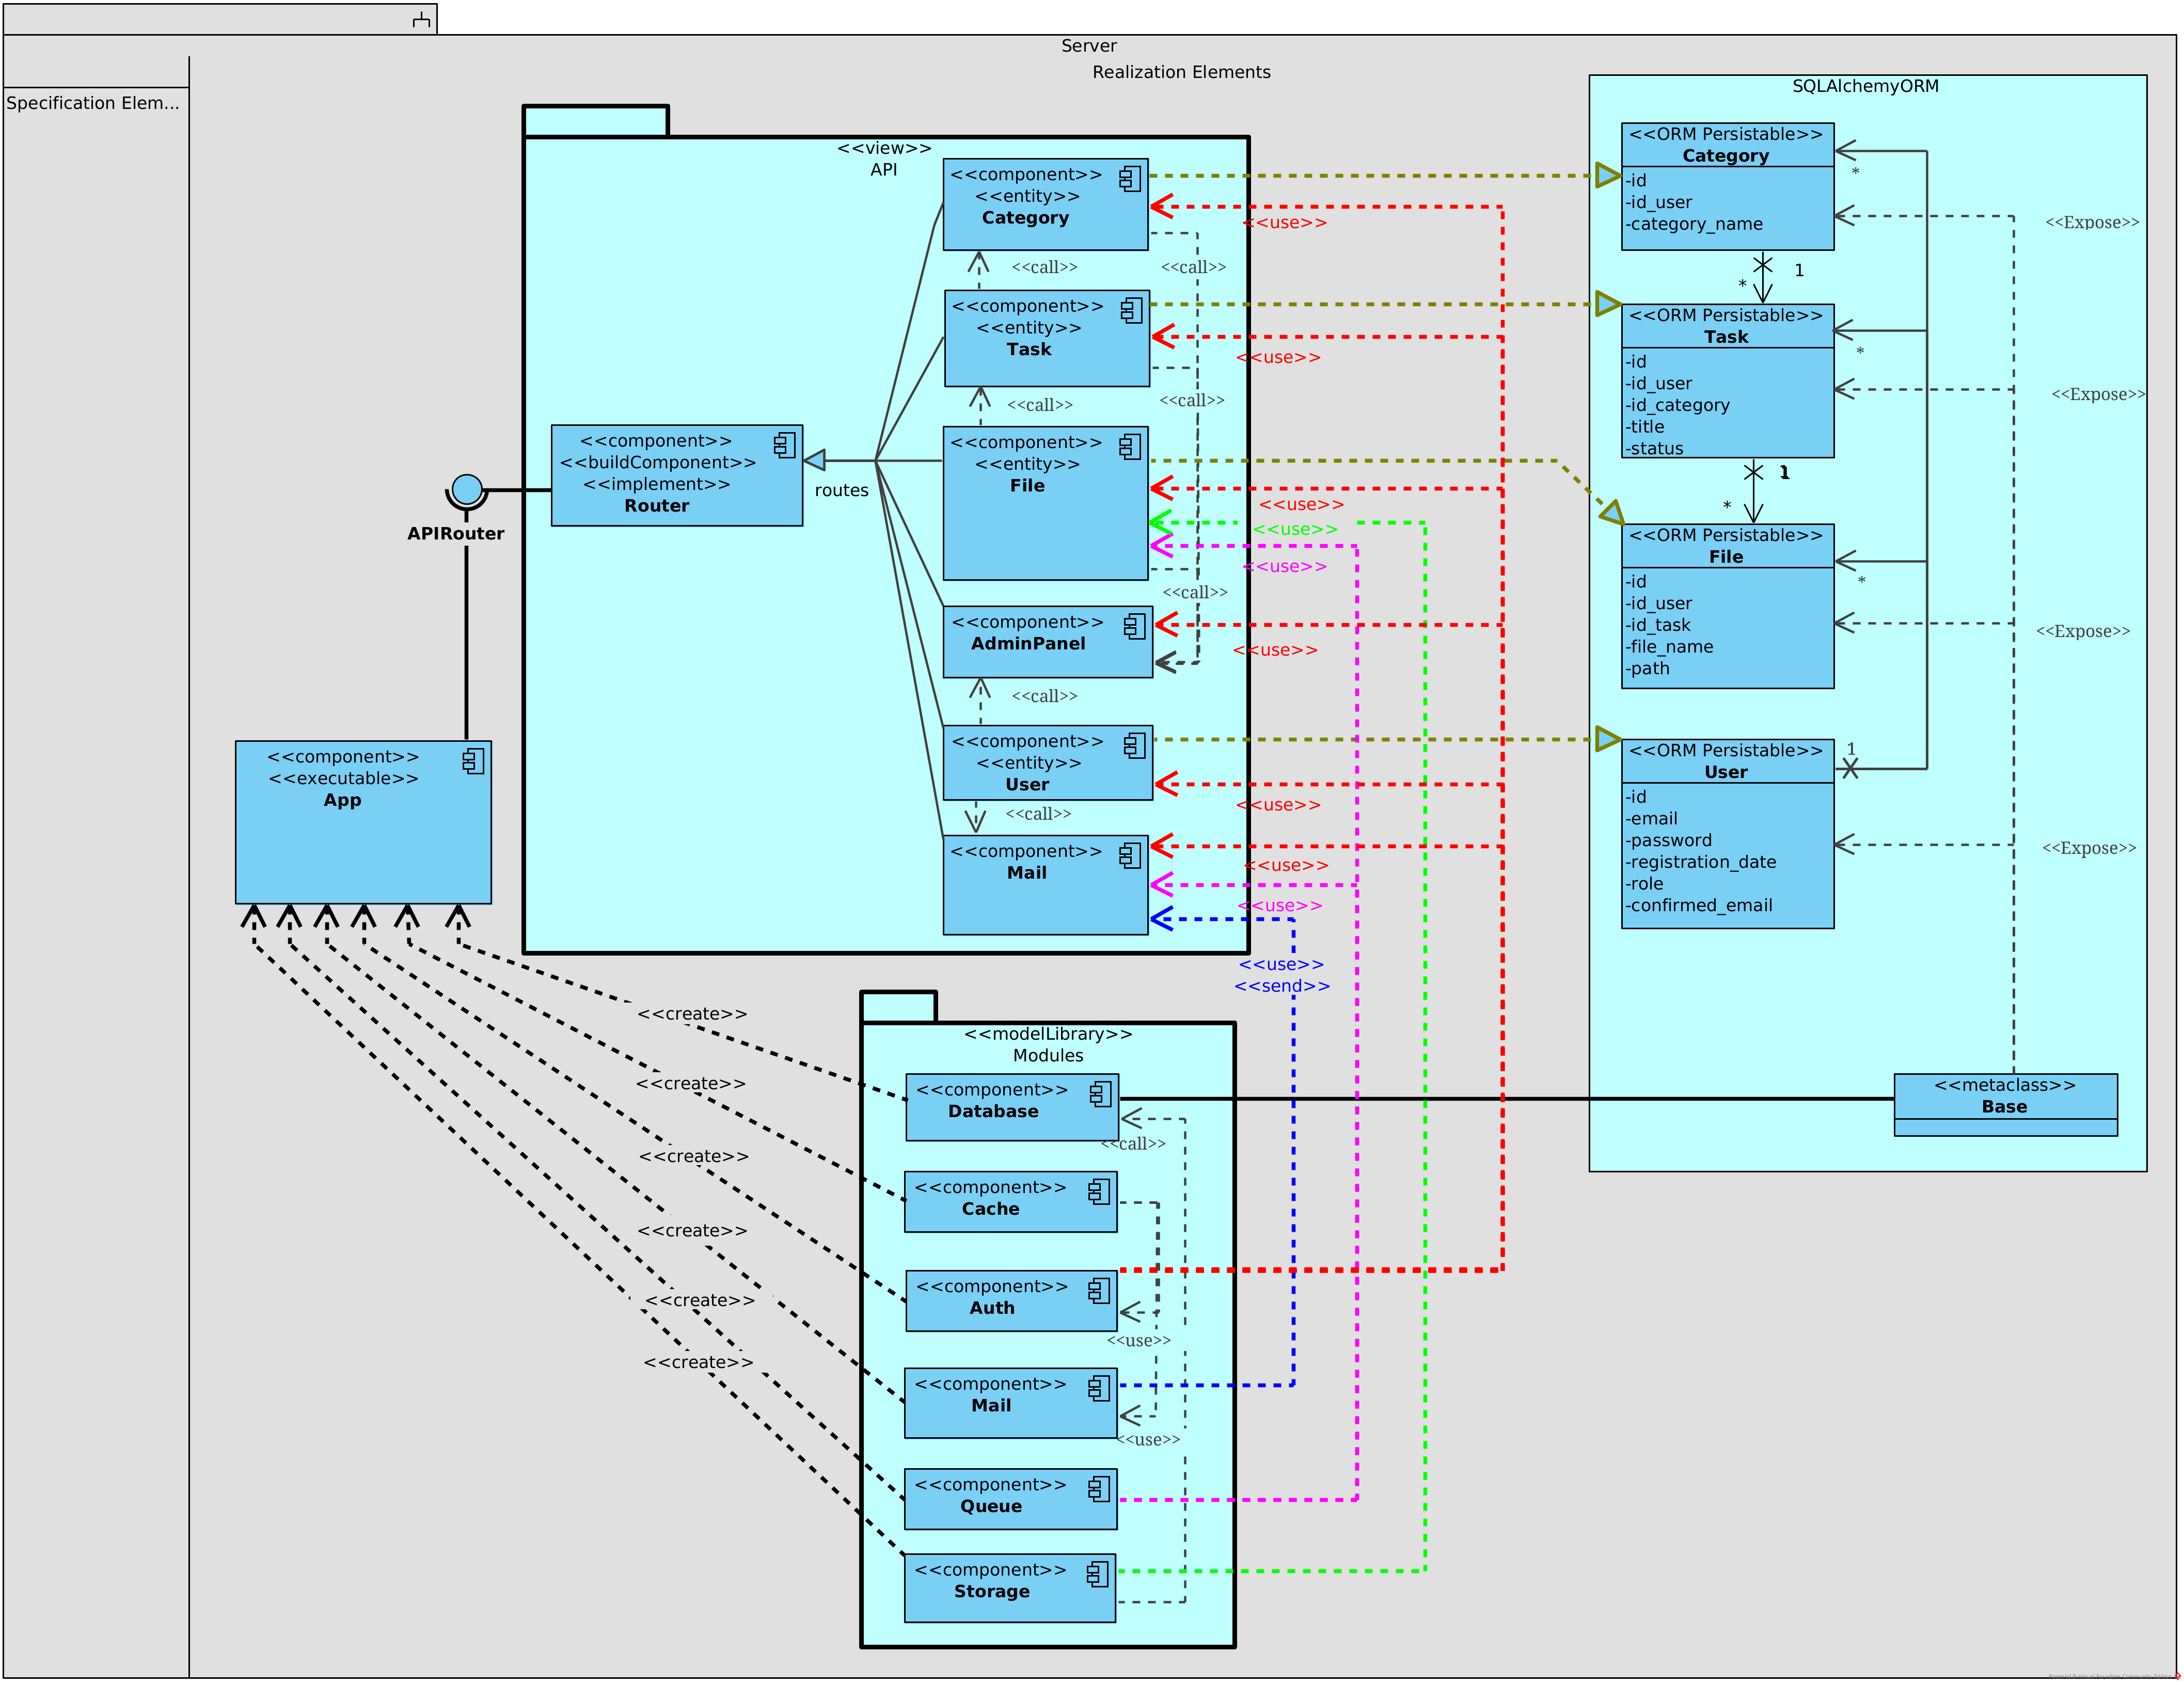 Server
Realization Elements
Specification Elem...
<<view>>
API
<<component>>
<<entity>>
Category
<<call>>
<<call>>
<<component>>
<<entity>>
Task
<<call>>
<<call>>
<<component>>
<<entity>>
File
<<call>>
<<component>>
<<buildComponent>>
<<implement>>
Router
routes
APIRouter
<<component>>
AdminPanel
<<call>>
<<component>>
<<entity>>
User
<<call>>
<<component>>
Mail
<<use>>
<<use>>
<<use>>
<<use>>
<<use>>
<<use>>
<<use>>
<<use>>
<<use>>
<<use>>
<<send>>
<<component>>
<<executable>>
App
<<create>>
<<create>>
<<create>>
<<create>>
<<create>>
<<create>>
<<modelLibrary>>
Modules
<<component>>
Database
<<call>>
<<component>>
Cache
<<component>>
Auth
<<use>>
<<component>>
Mail
<<use>>
<<component>>
Queue
<<component>>
Storage
SQLAlchemyORM
<<ORM Persistable>>
Category
-id
-id_user
-category_name
*
<<Expose>>
1
*
<<ORM Persistable>>
Task
-id
-id_user
-id_category
-title
-status
*
<<Expose>>
1
*
<<ORM Persistable>>
File
-id
-id_user
-id_task
-file_name
-path
*
<<Expose>>
<<ORM Persistable>>
User
1
-id
-email
-password
-registration_date
-role
-confirmed_email
<<Expose>>
<<metaclass>>
Base